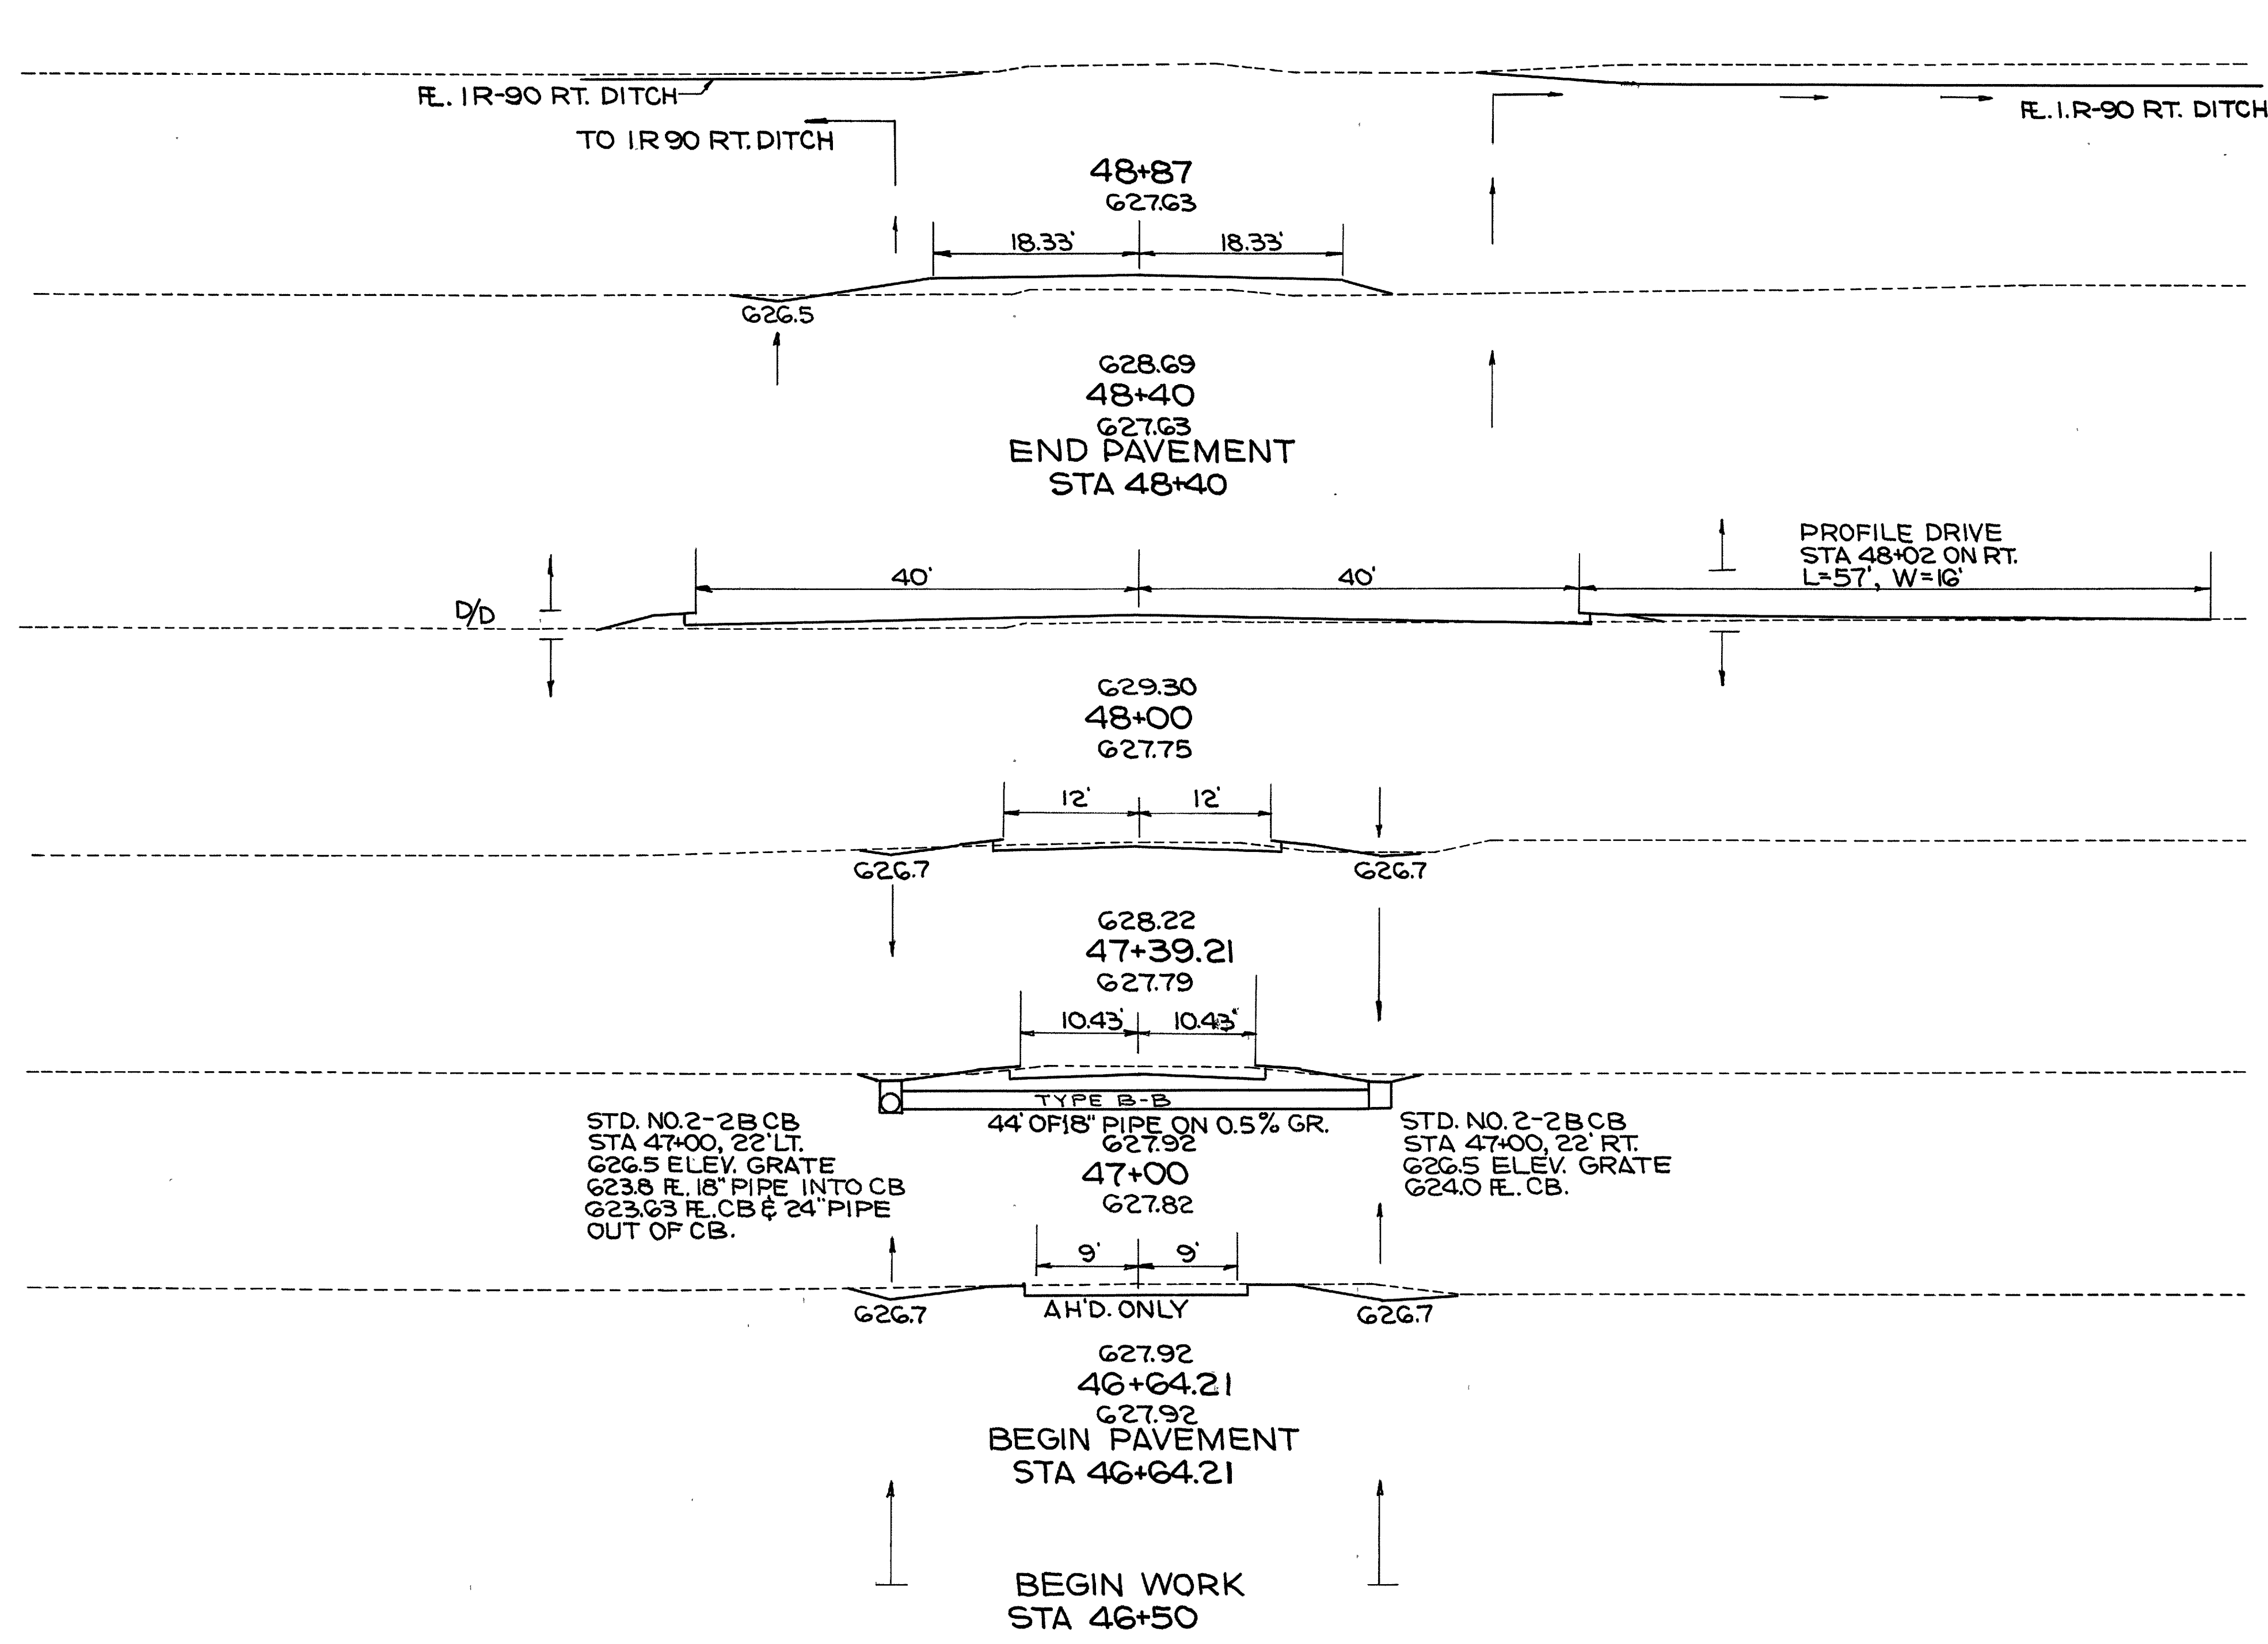 FL. I R-90 RT. DITCH
FL. I.R-90 RT. DITCH
TO I.R 90 RT. DITCH
48+87
627.63
18.33' 18.33'
626.5
628.69
48+40
627.63
END PAVEMENT
STA 48+40
PROFILE DRIVE
STA 48+02 ON RT.
L=57', W=16'
40' 40'
D/D
629.30
48+00
627.75
12' 12'
626.7 626.7
628.22
47+39.21
627.79
10.43' 10.43'
TYPE B-B
44' OF 18" PIPE ON 0.5% GR.
STD. NO. 2-2B CB
STA 47+00, 22' LT.
626.5 ELEV. GRATE
623.8 FL. 18" PIPE INTO CB
623.63 FL. CB & 24" PIPE
OUT OF CB.
STD. NO. 2-2B CB
STA 47+00, 22' RT.
626.5 ELEV. GRATE
624.0 FL. CB.
627.92
47+00
627.82
9' 9'
AH'D. ONLY
626.7 626.7
627.92
46+64.21
627.92
BEGIN PAVEMENT
STA 46+64.21
BEGIN WORK
STA 46+50